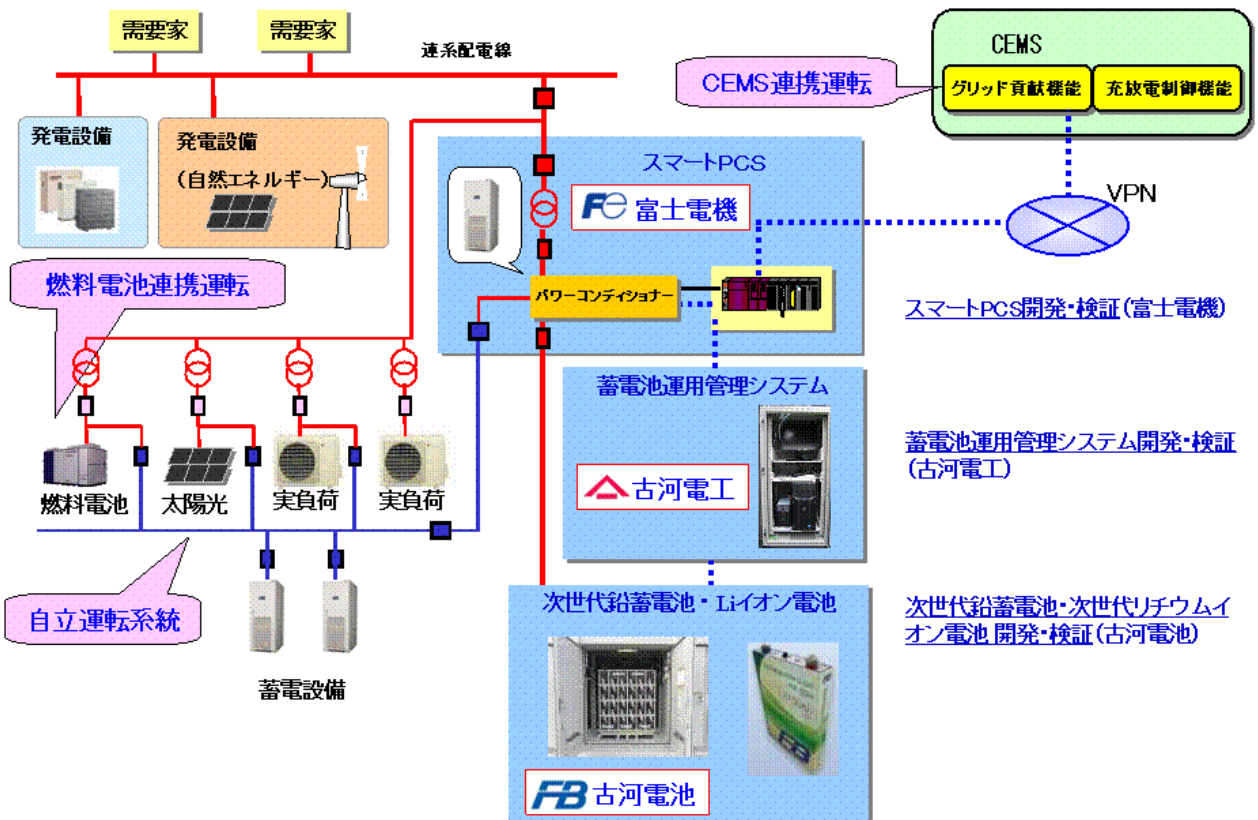 需要家
需要家
連系配電線
CEMS
CEMS連携運転
グリッド貢献機能
充放電制御機能
発電設備
発電設備
(自然エネルギー)
スマートPCS
富士電機
VPN
燃料電池連携運転
パワーコンディショナー
スマートPCS開発・検証(富士電機)
蓄電池運用管理システム
蓄電池運用管理システム開発・検証
(古河電工)
古河電工
燃料電池
太陽光
実負荷
実負荷
自立運転系統
次世代鉛蓄電池・Liイオン電池
次世代鉛蓄電池・次世代リチウムイ
オン電池 開発・検証(古河電池)
蓄電設備
FB 古河電池